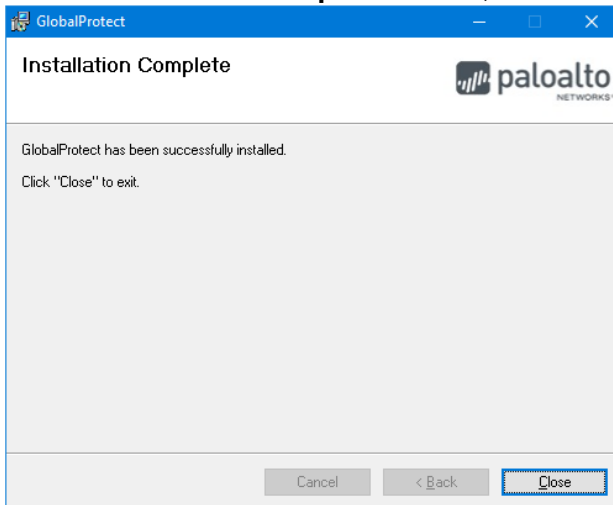 GlobalProtect
Installation Complete
paloalto
NETWORKS
GlobalProtect has been successfully installed.
Click "Close" to exit.
Cancel
< Back
Close